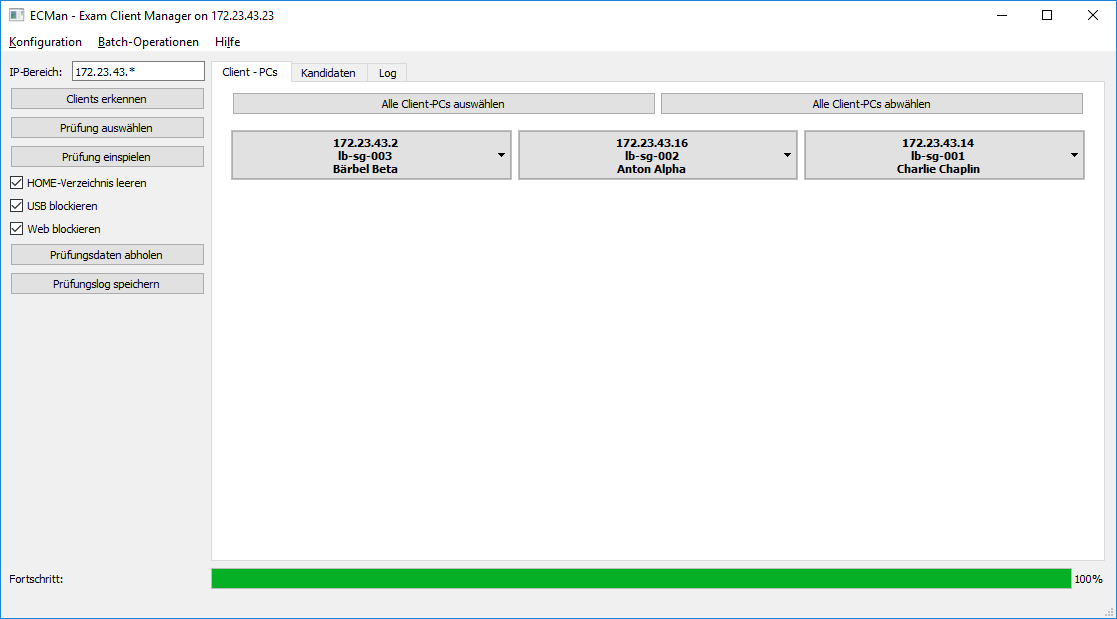 ECMan - Exam Client Manager on 172.23.43.23
Konfiguration Batch-Operationen Hilfe
IP-Bereich: 172.23.43.*
Clients erkennen
Prüfung auswählen
Prüfung einspielen
HOME-Verzeichnis leeren
USB blockieren
Web blockieren
Prüfungsdaten abholen
Prüfungslog speichern
Client - PCs Kandidaten Log
Alle Client-PCs auswählen Alle Client-PCs abwählen
172.23.43.2
lb-sg-003
Bärbel Beta
172.23.43.16
lb-sg-002
Anton Alpha
172.23.43.14
lb-sg-001
Charlie Chaplin
Fortschritt: 100%